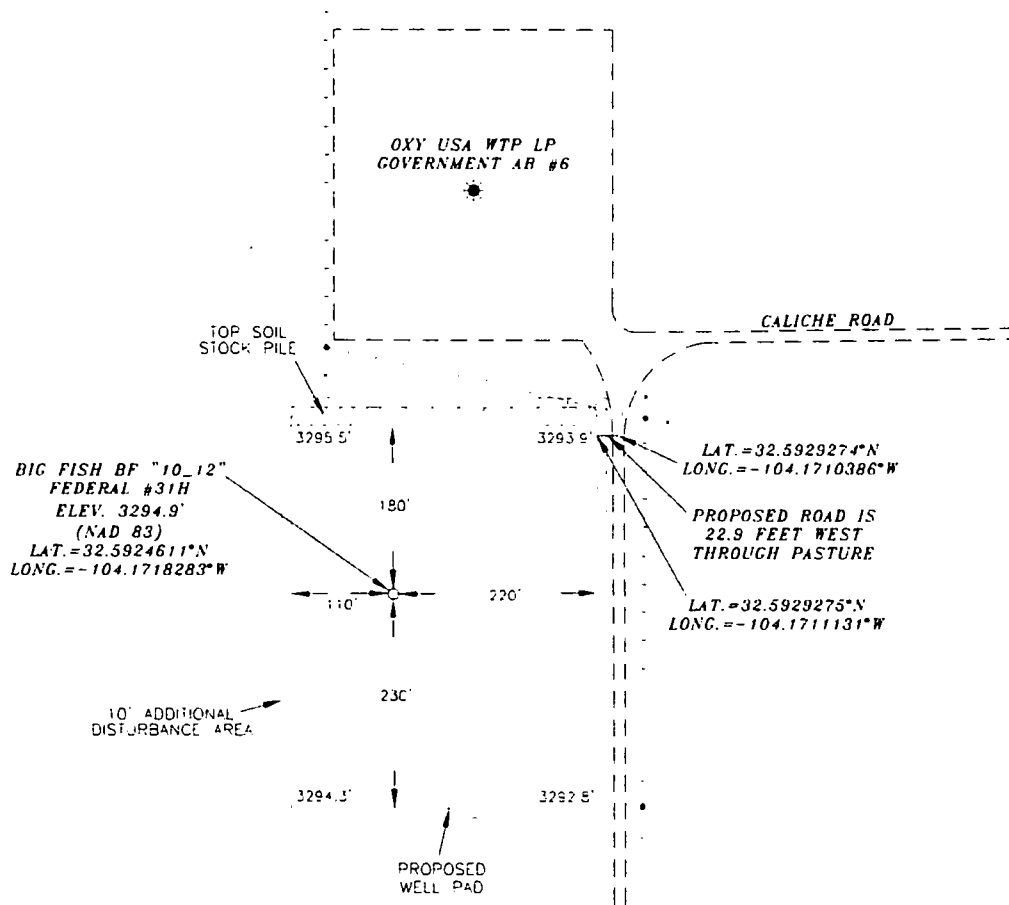 OXY USA WTP LP
GOVERNMENT AB #6
CALICHE ROAD
TOP SOIL
STOCK PILE
3295.5'
3293.9'
LAT.=32.5929274°N
LONG.=-104.1710386°W
BIG FISH BF "10_12"
FEDERAL #31H
ELEV. 3294.9'
(NAD 83)
LAT.=32.5924611°N
LONG.=-104.1718283°W
180'
PROPOSED ROAD IS
22.9 FEET WEST
THROUGH PASTURE
110'
220'
LAT.=32.5929275°N
LONG.=-104.1711131°W
230'
10' ADDITIONAL
DISTURBANCE AREA
3294.3'
3292.8'
PROPOSED
WELL PAD